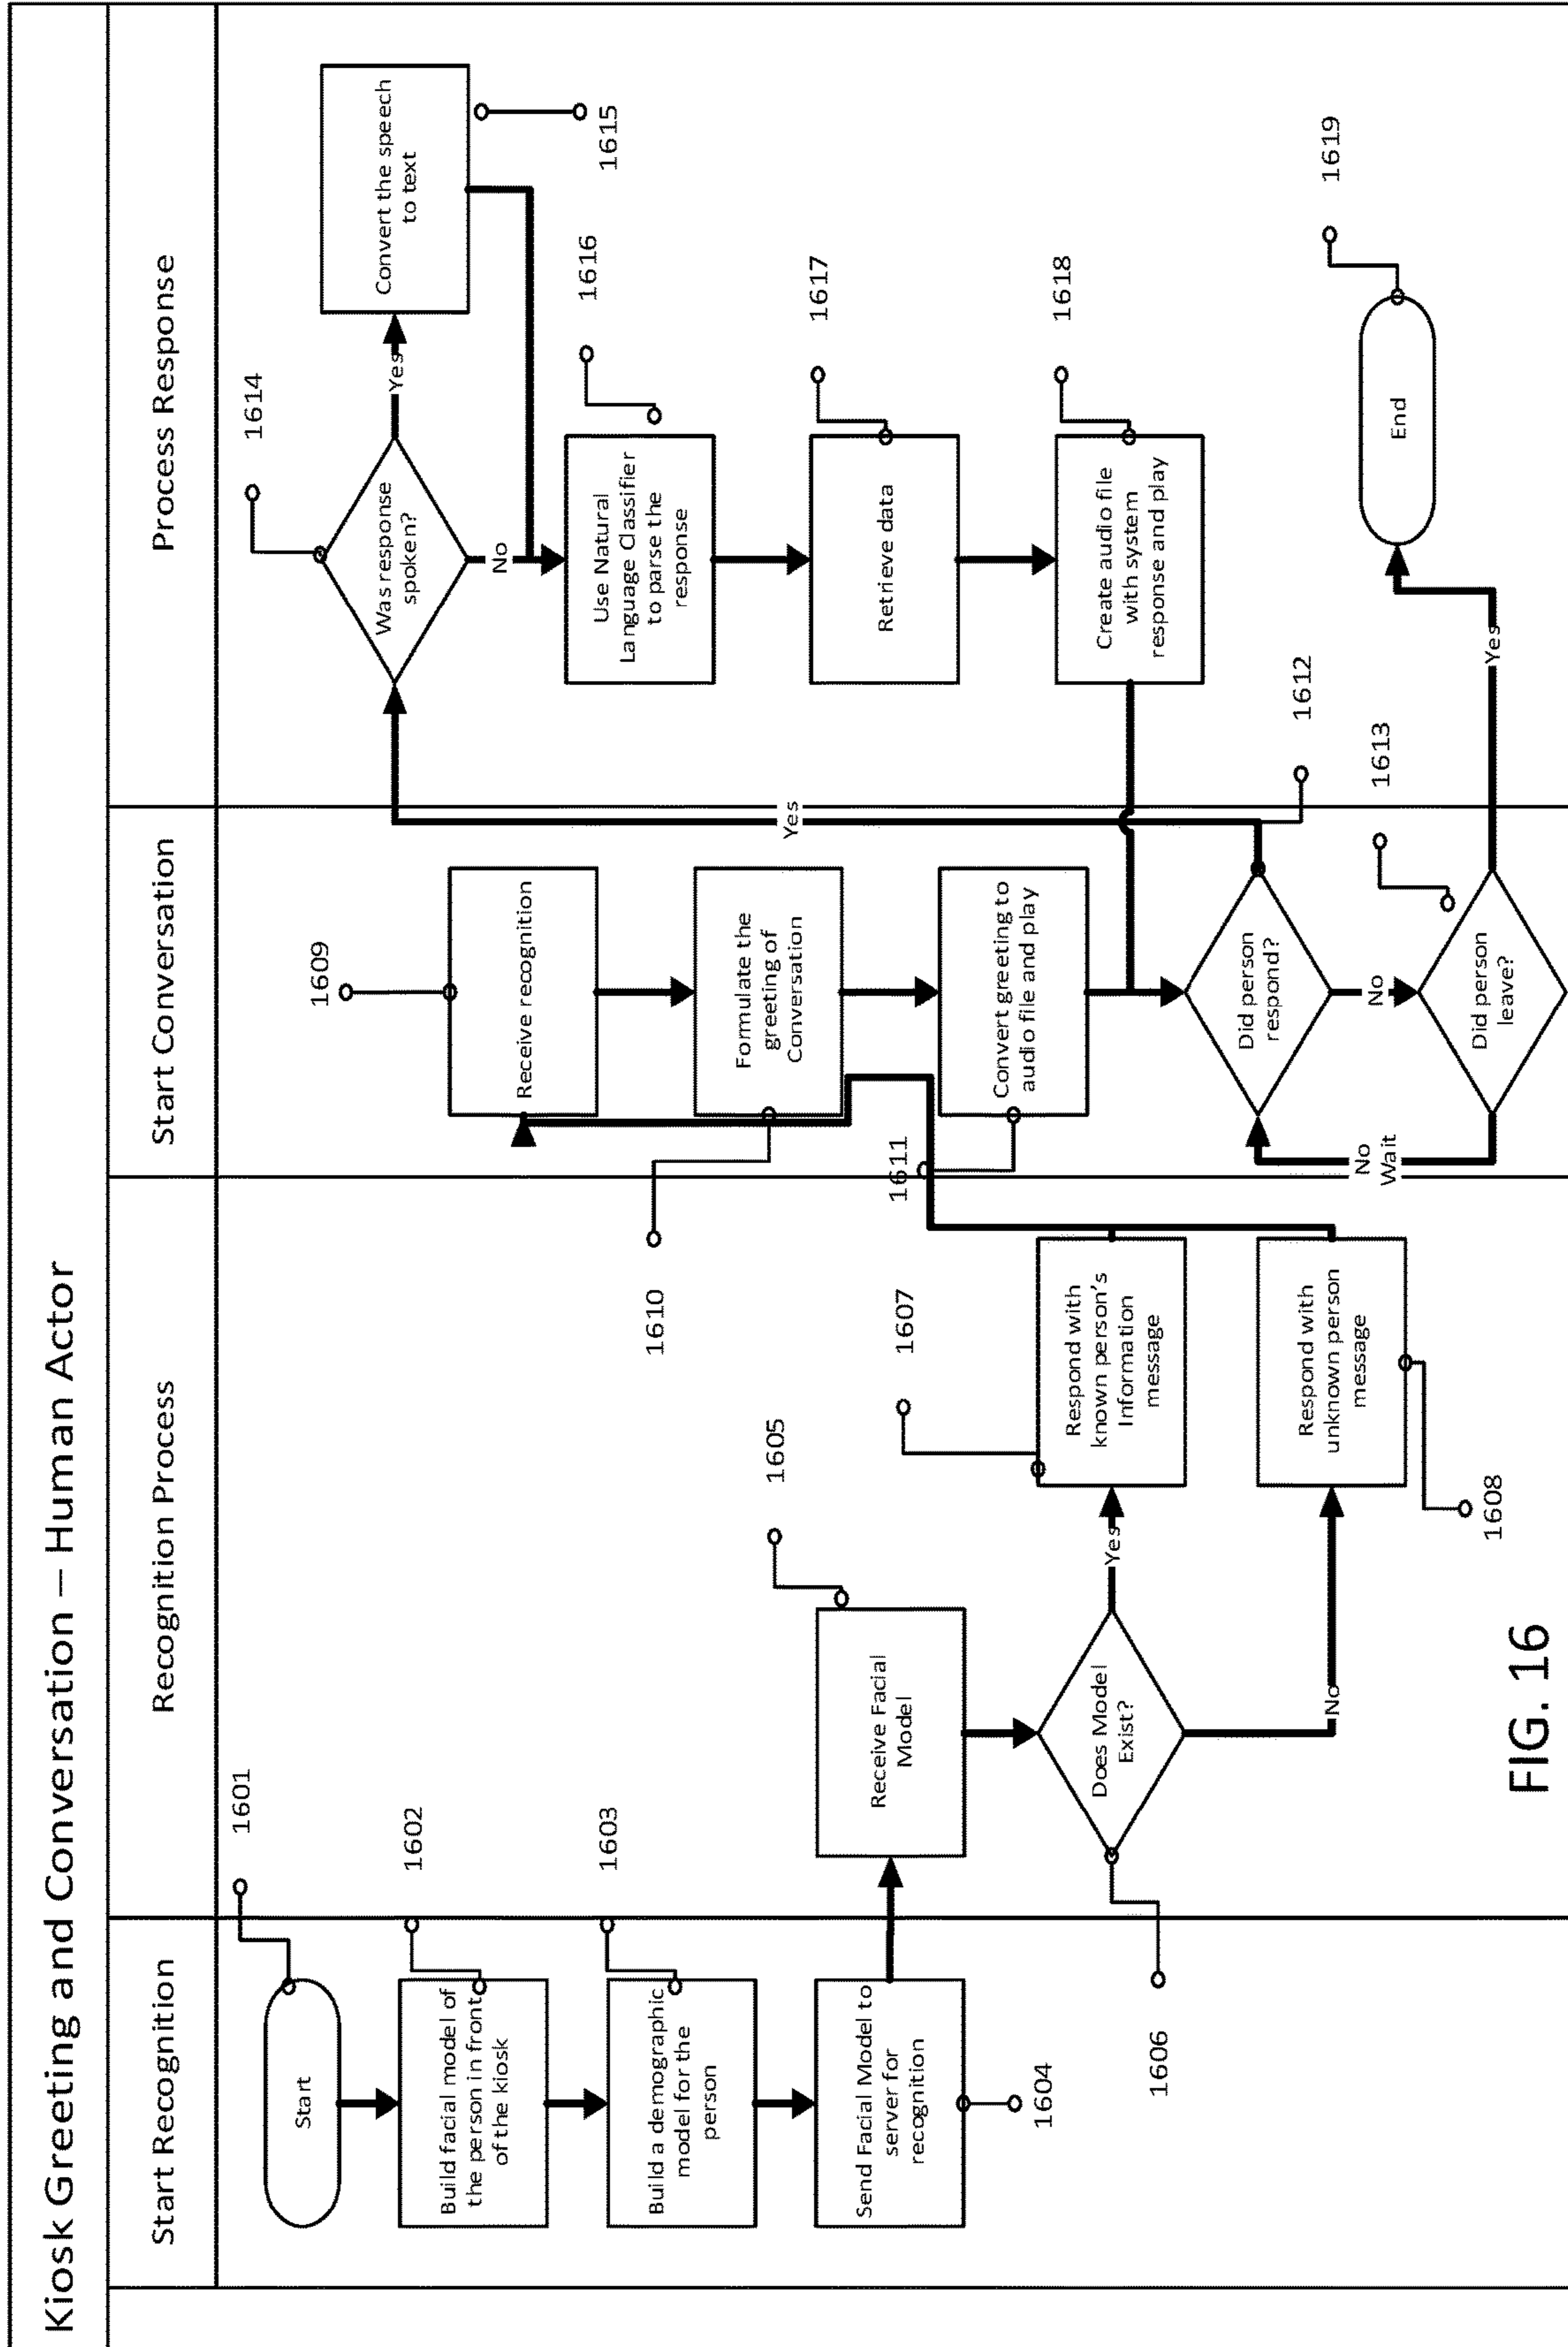 Kiosk Greeting and Conversation – Human Actor
Start Recognition
Recognition Process
Start Conversation
Process Response
Start
1601
Build facial model of
the person in front
of the kiosk
1602
Build a demographic
model for the
person
1603
Send Facial Model to
server for
recognition
1604
Receive Facial
Model
1605
Does Model
Exist?
1606
Yes
No
Respond with
known person's
Information
message
1607
Respond with
unknown person
message
1608
Receive recognition
1609
Formulate the
greeting of
Conversation
1610
Convert greeting to
audio file and play
1611
Did person
respond?
1612
Yes
No
Did person
leave?
1613
No
Wait
Yes
Was response
spoken?
1614
Yes
No
Convert the speech
to text
1615
Use Natural
Language Classifier
to parse the
response
1616
Retrieve data
1617
Create audio file
with system
response and play
1618
End
1619
FIG. 16